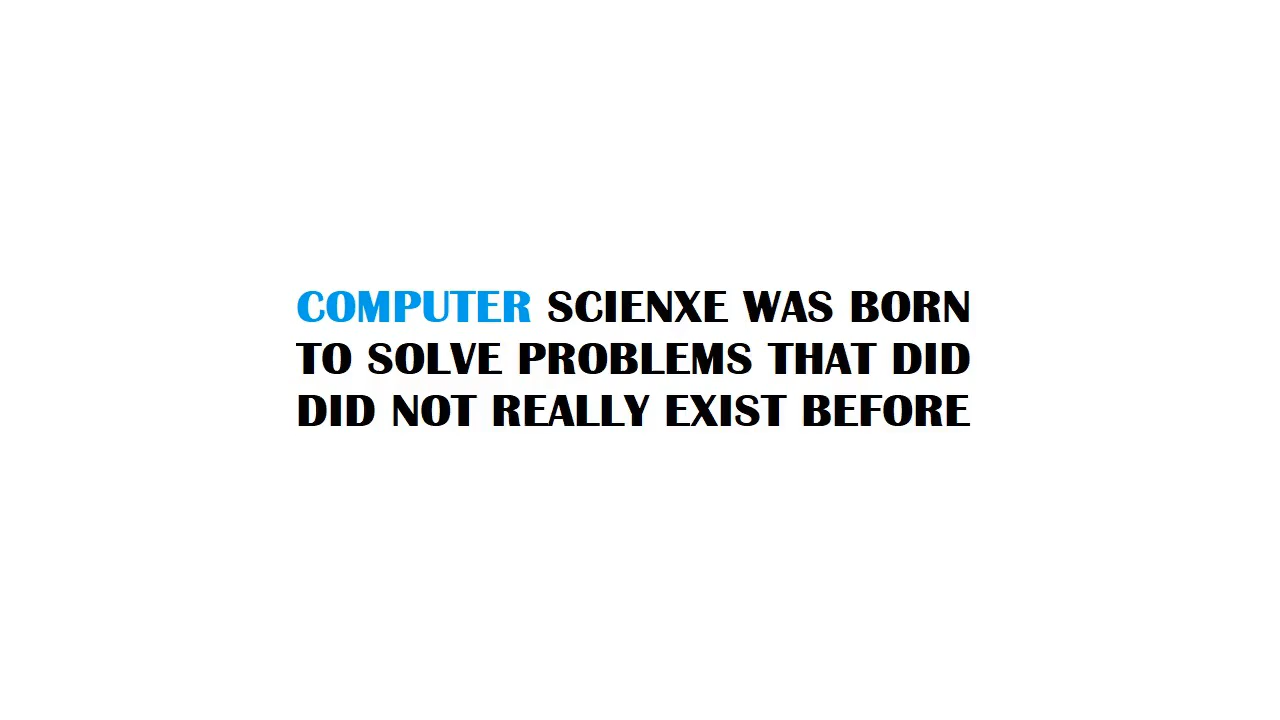 COMPUTER SCIENXE WAS BORN
TO SOLVE PROBLEMS THAT DID
DID NOT REALLY EXIST BEFORE